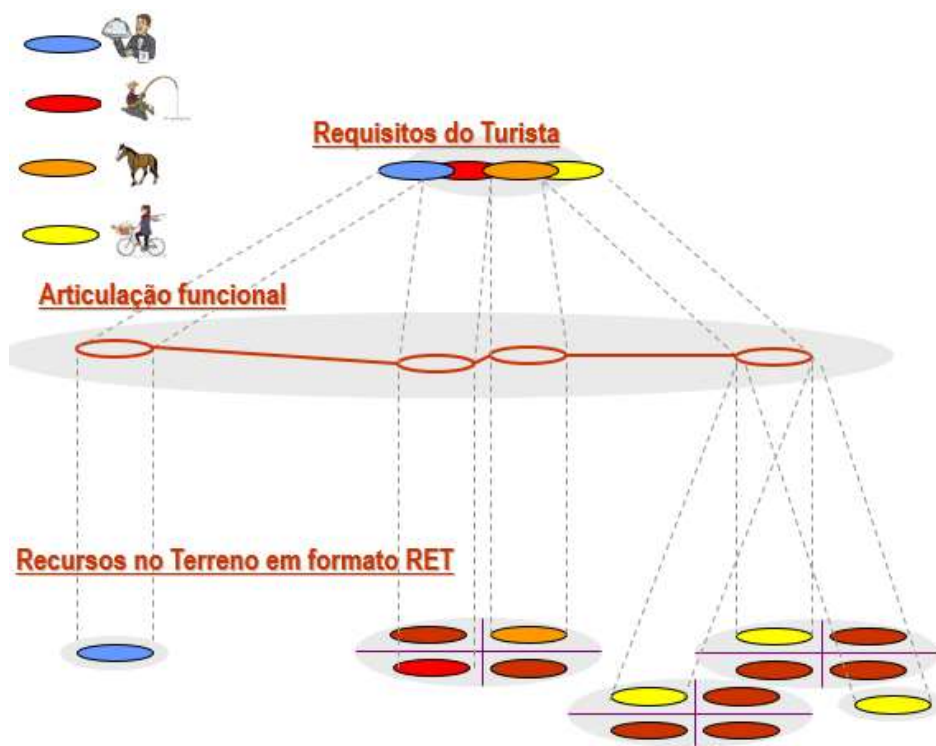 Requisitos do Turista
Articulação funcional
Recursos no Terreno em formato RET